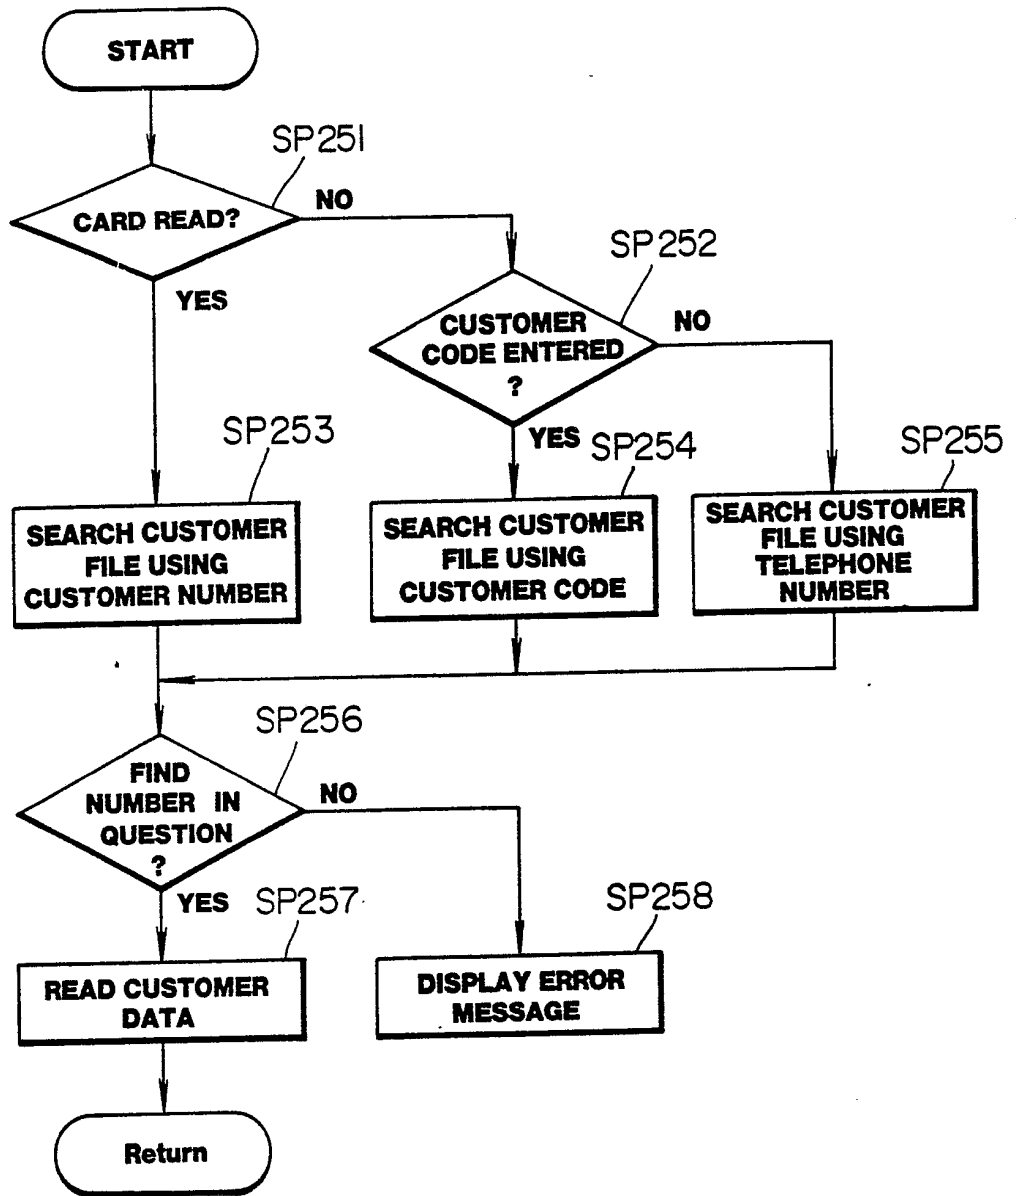 START
SP251
CARD READ?
NO
YES
SP252
CUSTOMER
CODE ENTERED
?
NO
YES
SP253
SEARCH CUSTOMER
FILE USING
CUSTOMER NUMBER
SP254
SEARCH CUSTOMER
FILE USING
CUSTOMER CODE
SP255
SEARCH CUSTOMER
FILE USING
TELEPHONE
NUMBER
SP256
FIND
NUMBER IN
QUESTION
?
NO
YES
SP257
READ CUSTOMER
DATA
SP258
DISPLAY ERROR
MESSAGE
Return